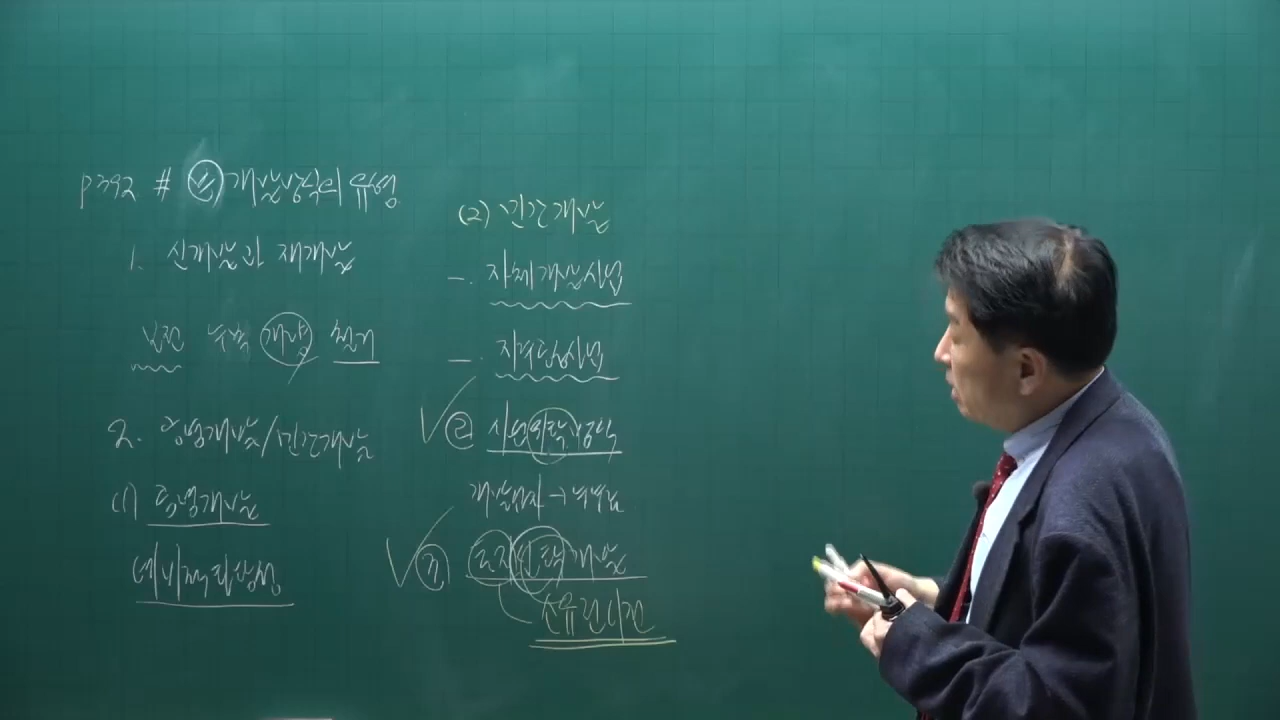 P392 # 개발방식의 유형
1. 신개발과 재개발
보전 수복 개량 철거
2. 공영개발/민간개발
(1) 공영개발
(2) 민간개발
-. 자체개발사업
-. 지주공동사업
② 사업위탁방식
개발업자 →
③ 토지신탁개발
소유권이전